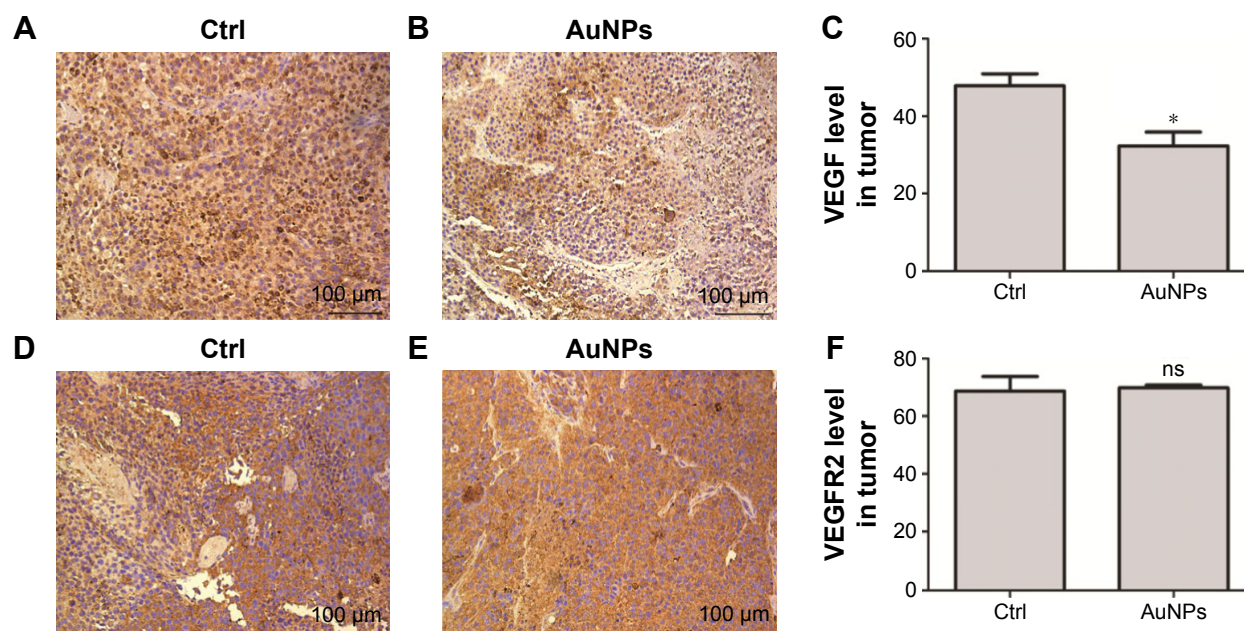 A
Ctrl
B
AuNPs
C
100 µm
100 µm
VEGF level
in tumor
60
40
20
0
*
Ctrl
AuNPs
D
Ctrl
E
AuNPs
F
100 µm
100 µm
VEGFR2 level
in tumor
80
60
40
20
0
ns
Ctrl
AuNPs